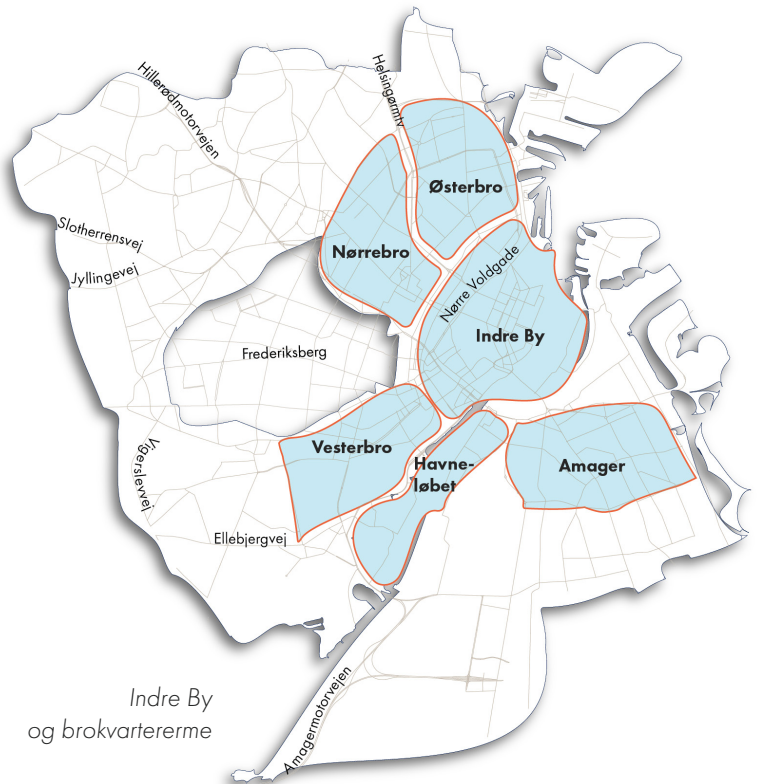 Helsingørmtv
Hillerødmotorvejen
Østerbro
Slotherrensvej
Nørrebro
Jyllingevej
Nørre Voldgade
Indre By
Frederiksberg
Vesterbro
Havne-
løbet
Amager
Vigerslevvej
Ellebjergvej
Indre By
og brokvartererme
Amagermotorvejen